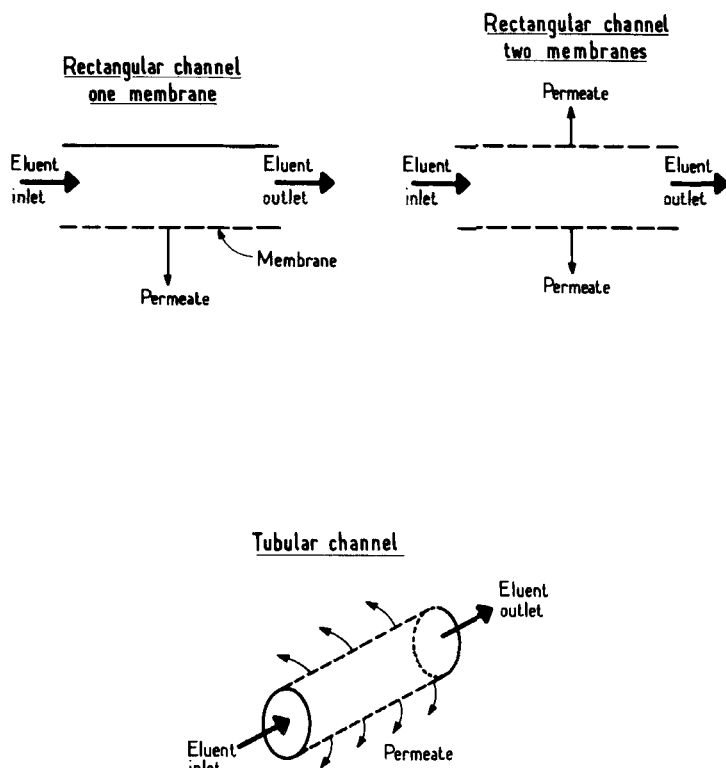 Rectangular channel
one membrane
Eluent
inlet
Eluent
outlet
Membrane
Permeate
Rectangular channel
two membranes
Permeate
Eluent
inlet
Eluent
outlet
Permeate
Tubular channel
Eluent
outlet
Eluent
inlet
Permeate